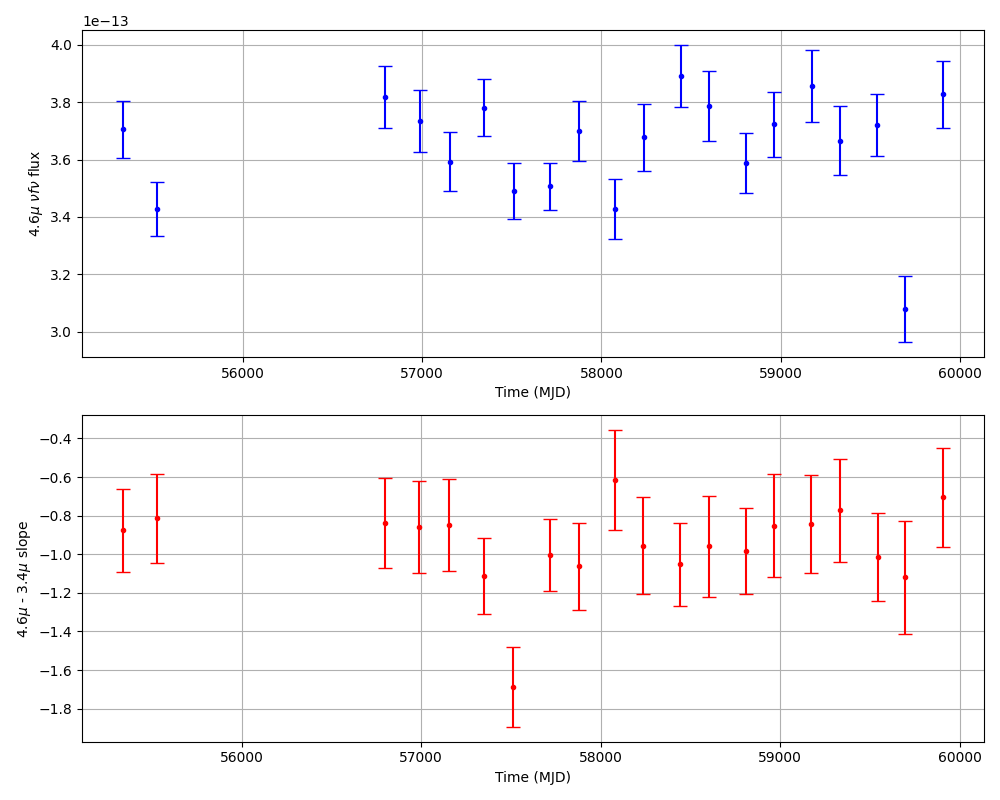 1e−13
4.0
3.8
3.6
3.4
3.2
3.0
4.6μ νfν flux
56000 57000 58000 59000 60000
Time (MJD)
−0.4
−0.6
−0.8
−1.0
−1.2
−1.4
−1.6
−1.8
4.6μ - 3.4μ slope
56000 57000 58000 59000 60000
Time (MJD)